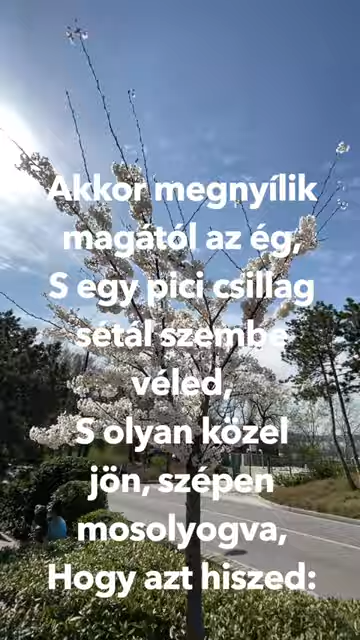 Akkor megnyílik
magától az ég,
S egy pici csillag
sétál szembe
véled,
S olyan közel
jön, szépen
mosolyogva,
Hogy azt hiszed: